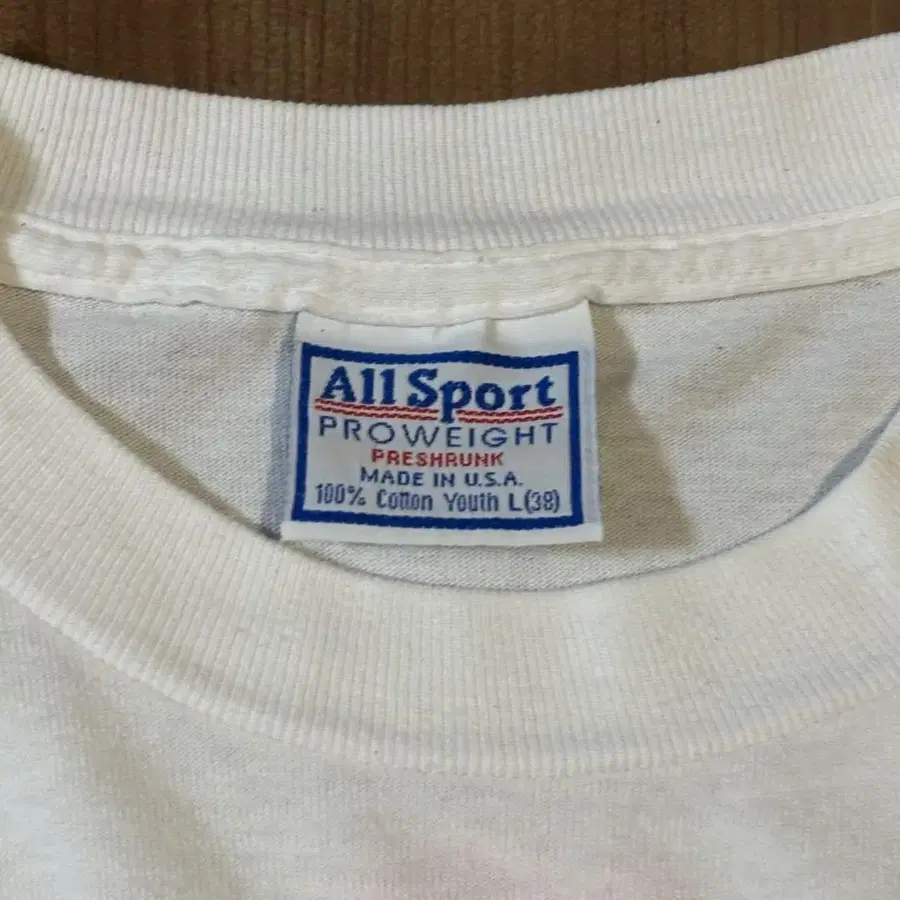 All Sport
PROWEIGHT
PRESHRUNK
MADE IN U.S.A.
100% Cotton Youth L(38)